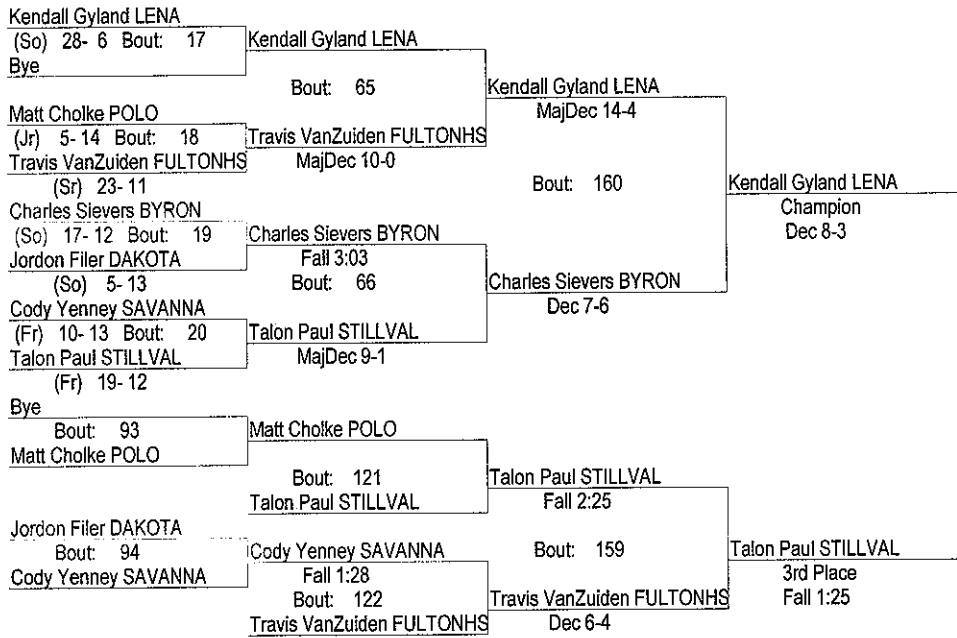 Kendall Gyland LENA
(So) 28- 6 Bout: 17
Bye
Kendall Gyland LENA
Bout: 65
Matt Cholke POLO
(Jr) 5- 14 Bout: 18
Travis VanZuiden FULTONHS
(Sr) 23- 11
Travis VanZuiden FULTONHS
MajDec 10-0
Kendall Gyland LENA
MajDec 14-4
Bout: 160
Charles Sievers BYRON
(So) 17- 12 Bout: 19
Jordon Filer DAKOTA
(So) 5- 13
Charles Sievers BYRON
Fall 3:03
Bout: 66
Cody Yenney SAVANNA
(Fr) 10- 13 Bout: 20
Talon Paul STILLVAL
(Fr) 19- 12
Talon Paul STILLVAL
MajDec 9-1
Charles Sievers BYRON
Dec 7-6
Kendall Gyland LENA
Champion
Dec 8-3
Bye
Bout: 93
Matt Cholke POLO
Matt Cholke POLO
Bout: 121
Talon Paul STILLVAL
Talon Paul STILLVAL
Fall 2:25
Bout: 159
Jordon Filer DAKOTA
Bout: 94
Cody Yenney SAVANNA
Cody Yenney SAVANNA
Fall 1:28
Bout: 122
Travis VanZuiden FULTONHS
Travis VanZuiden FULTONHS
Dec 6-4
Talon Paul STILLVAL
3rd Place
Fall 1:25